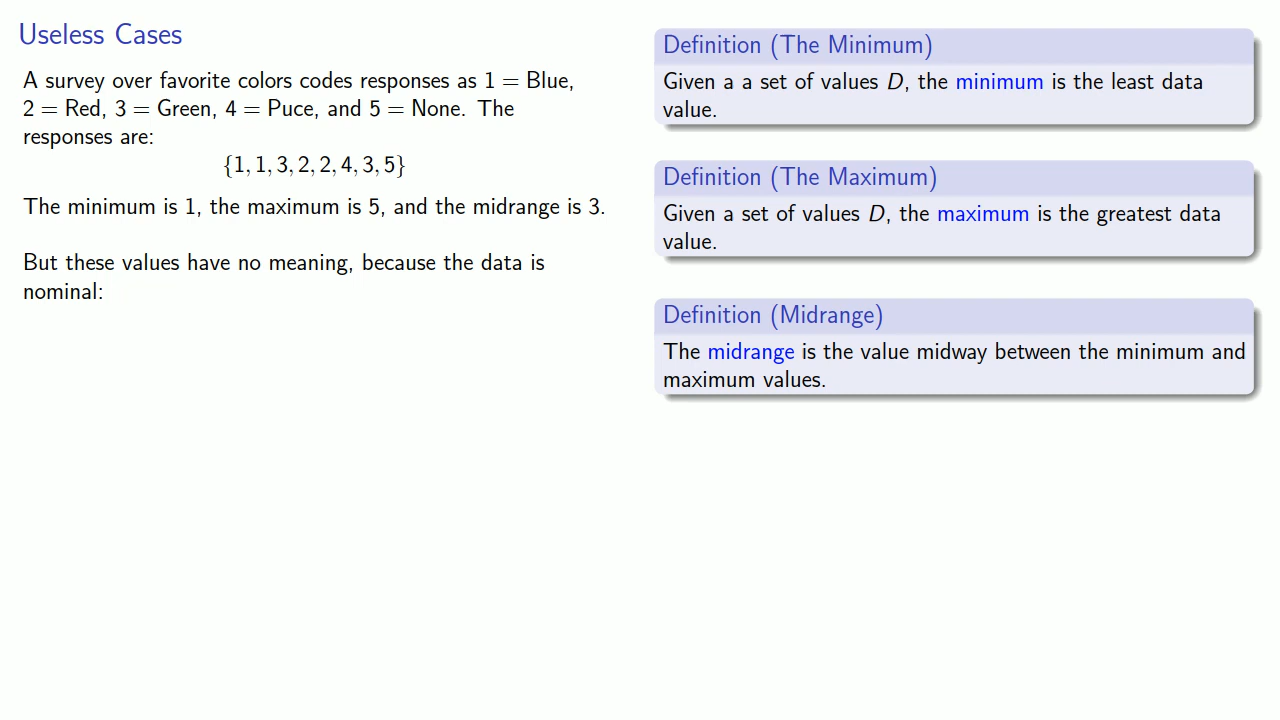 Useless Cases
A survey over favorite colors codes responses as 1 = Blue,
2 = Red, 3 = Green, 4 = Puce, and 5 = None. The
responses are:
{1, 1, 3, 2, 2, 4, 3, 5}
The minimum is 1, the maximum is 5, and the midrange is 3.
But these values have no meaning, because the data is
nominal:
Definition (The Minimum)
Given a a set of values D, the minimum is the least data
value.
Definition (The Maximum)
Given a set of values D, the maximum is the greatest data
value.
Definition (Midrange)
The midrange is the value midway between the minimum and
maximum values.